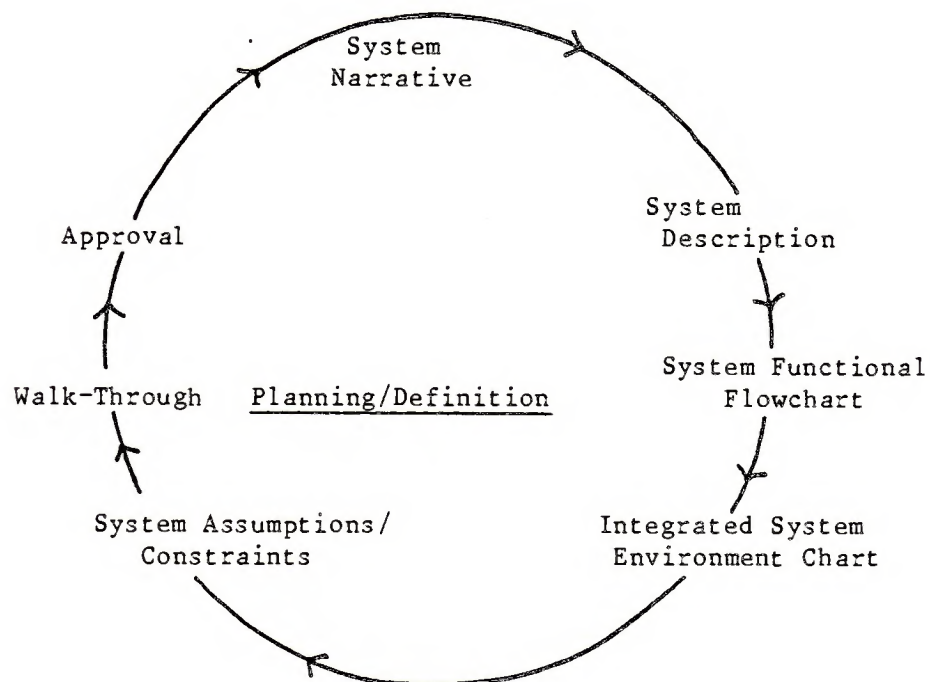 System
Narrative
System
Description
Approval
System Functional
Flowchart
Walk-Through
Planning/Definition
System Assumptions/
Constraints
Integrated System
Environment Chart